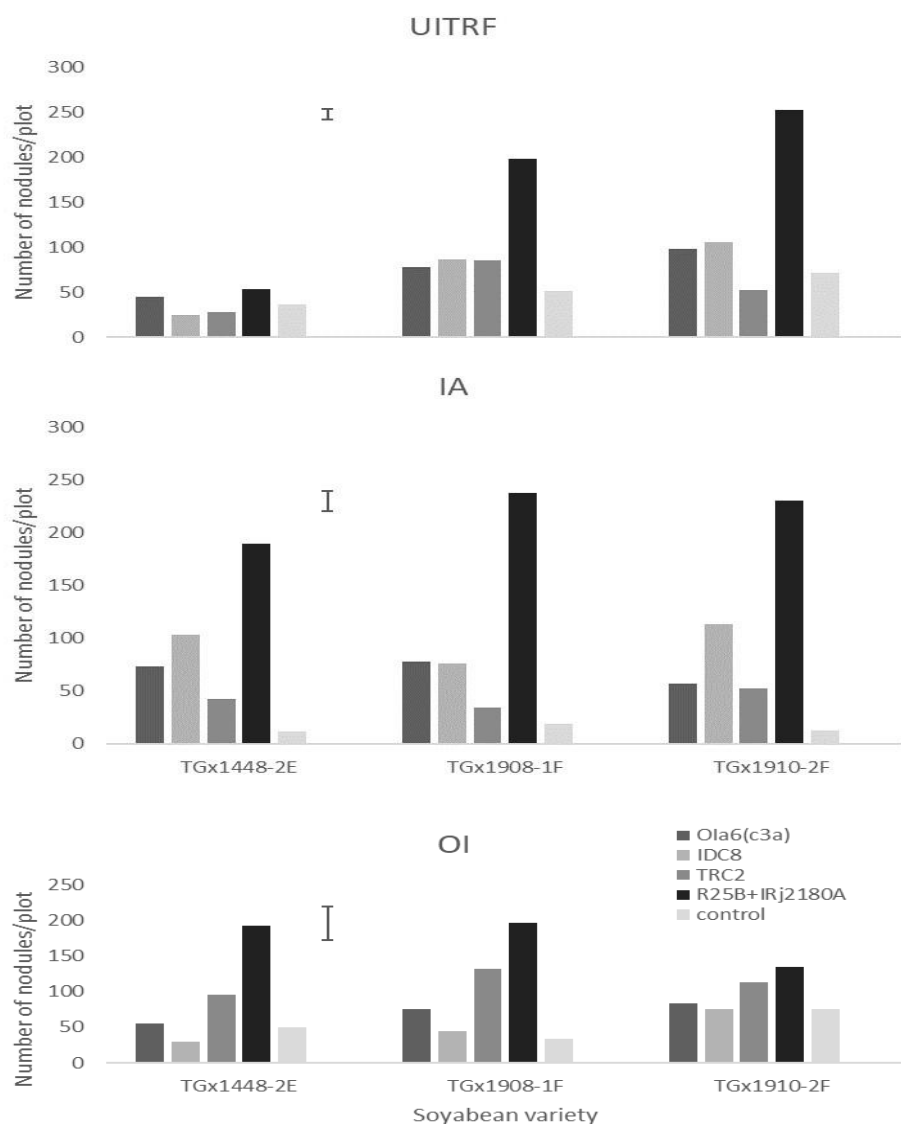 UITRF
Number of nodules/plot
300
250
200
150
100
50
0
IA
Number of nodules/plot
300
250
200
150
100
50
0
TGx1448-2E TGx1908-1F TGx1910-2F
OI
Ola6(c3a)
IDC8
TRC2
R25B+IRj2180A
control
Number of nodules/plot
250
200
150
100
50
0
TGx1448-2E TGx1908-1F TGx1910-2F
Soyabean variety